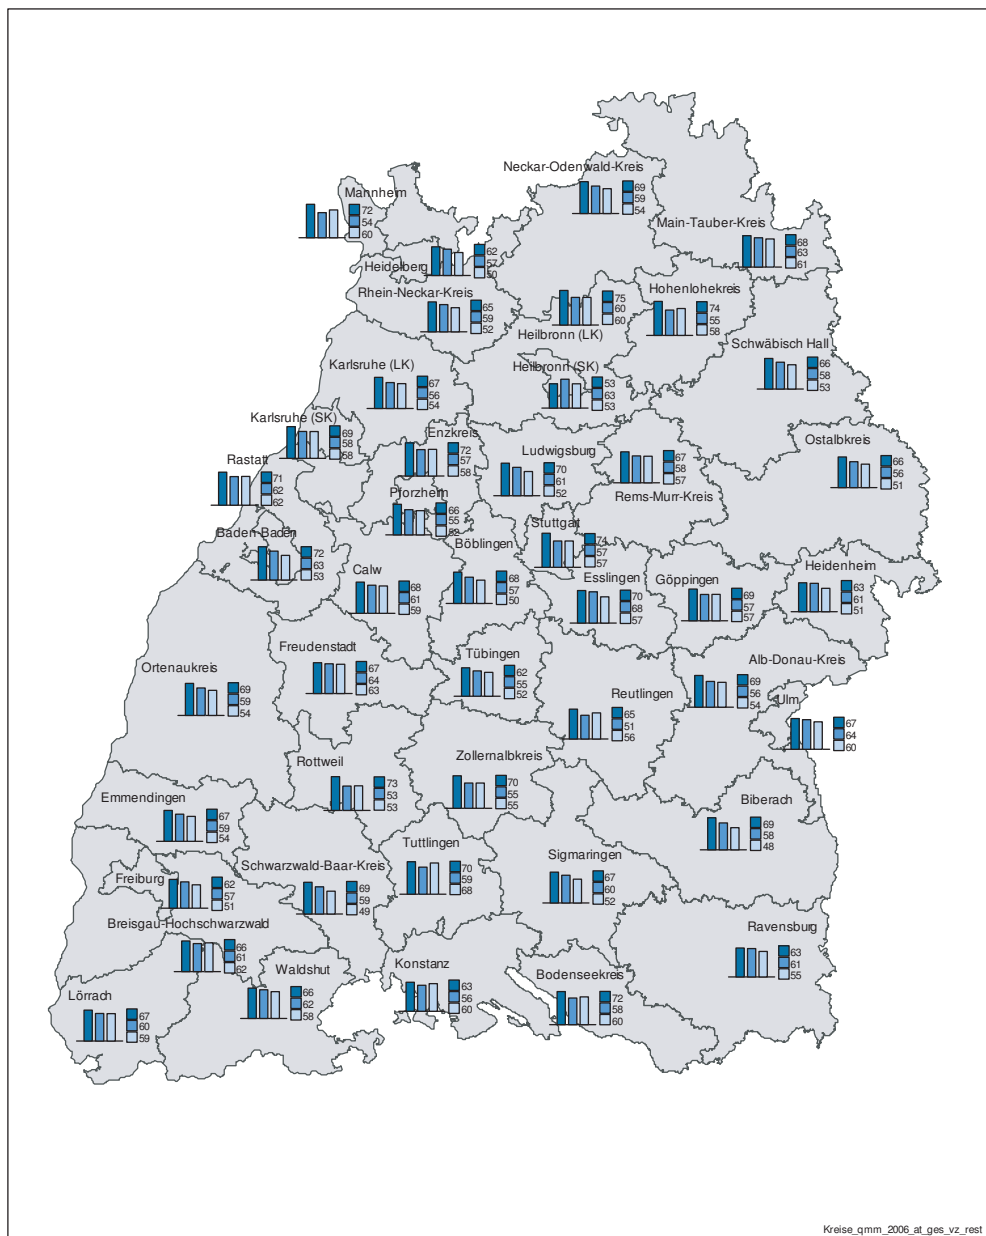 Neckar-Odenwald-Kreis
69
59
54
Mannheim
72
54
60
Main-Tauber-Kreis
68
63
61
Heidelberg
62
57
50
Rhein-Neckar-Kreis
65
59
52
Heilbronn (LK)
75
60
60
Hohenlohekreis
74
55
58
Schwäbisch Hall
66
58
53
Karlsruhe (LK)
67
56
54
Heilbronn (SK)
53
63
53
Karlsruhe (SK)
69
58
58
Enzkreis
72
57
58
Ludwigsburg
70
61
52
Rems-Murr-Kreis
67
58
57
Ostalbkreis
66
56
51
Rastatt
71
62
62
Pforzheim
66
55
52
Baden-Baden
72
63
53
Böblingen
68
57
50
Stuttgart
74
57
57
Calw
68
61
59
Esslingen
70
68
57
Göppingen
69
57
57
Heidenheim
63
61
51
Ortenaukreis
69
59
54
Freudenstadt
67
64
63
Tübingen
62
55
52
Reutlingen
65
51
56
Alb-Donau-Kreis
69
56
54
Ulm
67
64
60
Rottweil
73
53
53
Zollernalbkreis
70
55
55
Emmendingen
67
59
54
Biberach
69
58
48
Freiburg
62
57
51
Schwarzwald-Baar-Kreis
69
59
49
Tuttlingen
70
59
68
Sigmaringen
67
60
52
Breisgau-Hochschwarzwald
66
61
62
Ravensburg
63
61
55
Waldshut
66
62
58
Konstanz
63
56
60
Bodenseekreis
72
58
60
Lörrach
67
60
59
Kreise_qmm_2006_at_ges_vz_rest